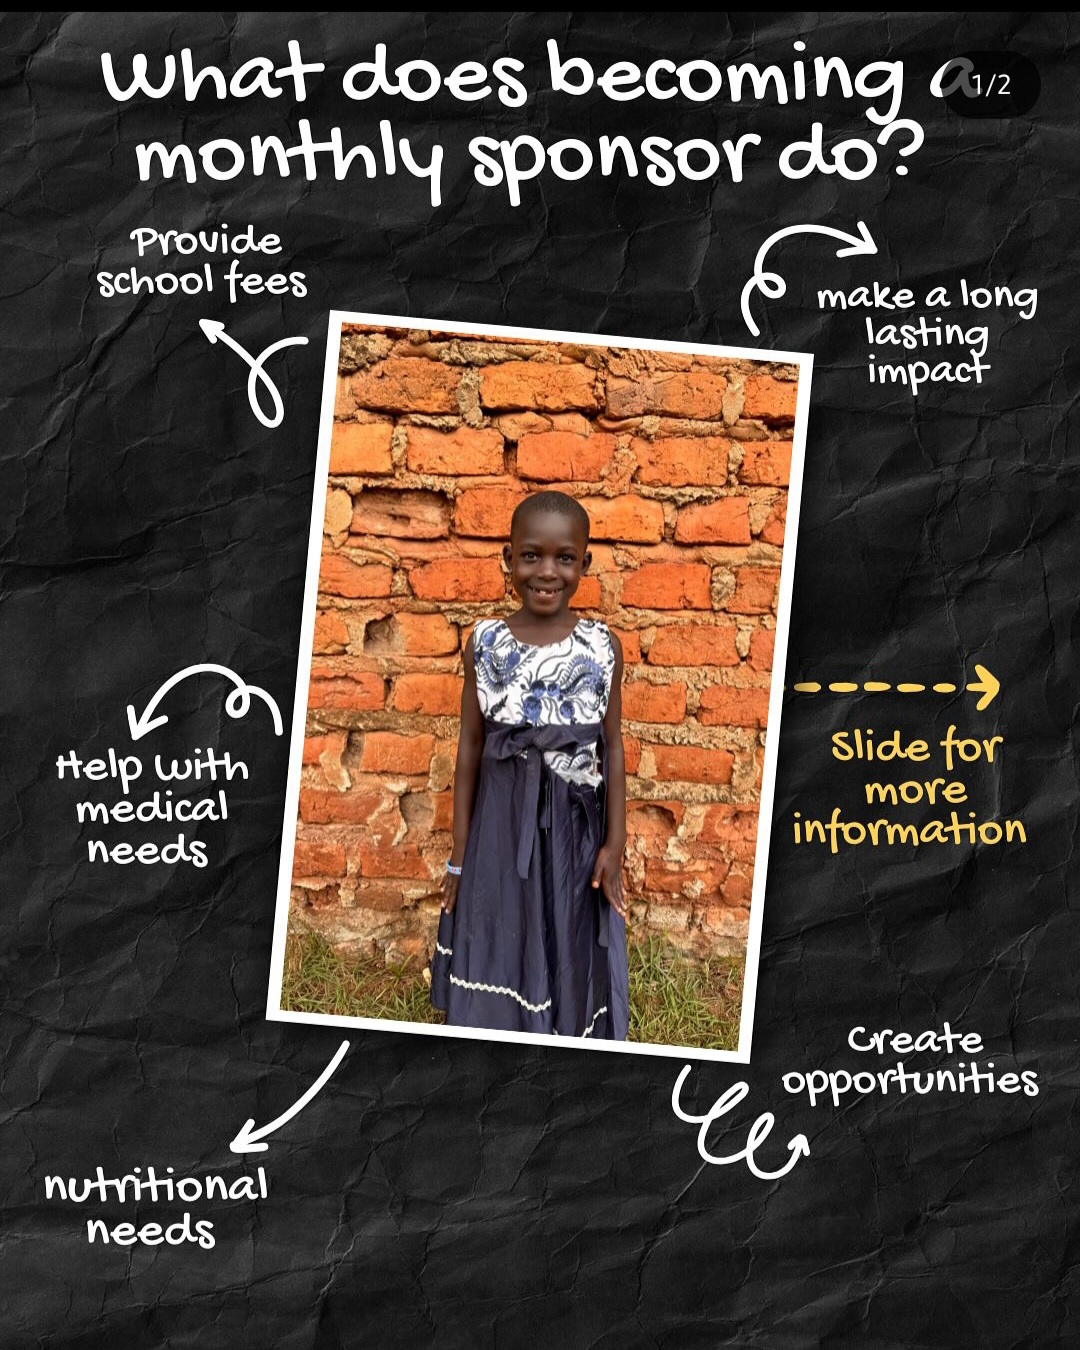 What does becoming a
monthly sponsor do?
1/2
Provide
school fees
make a long
lasting
impact
Help with
medical
needs
Slide for
more
information
Create
opportunities
nutritional
needs